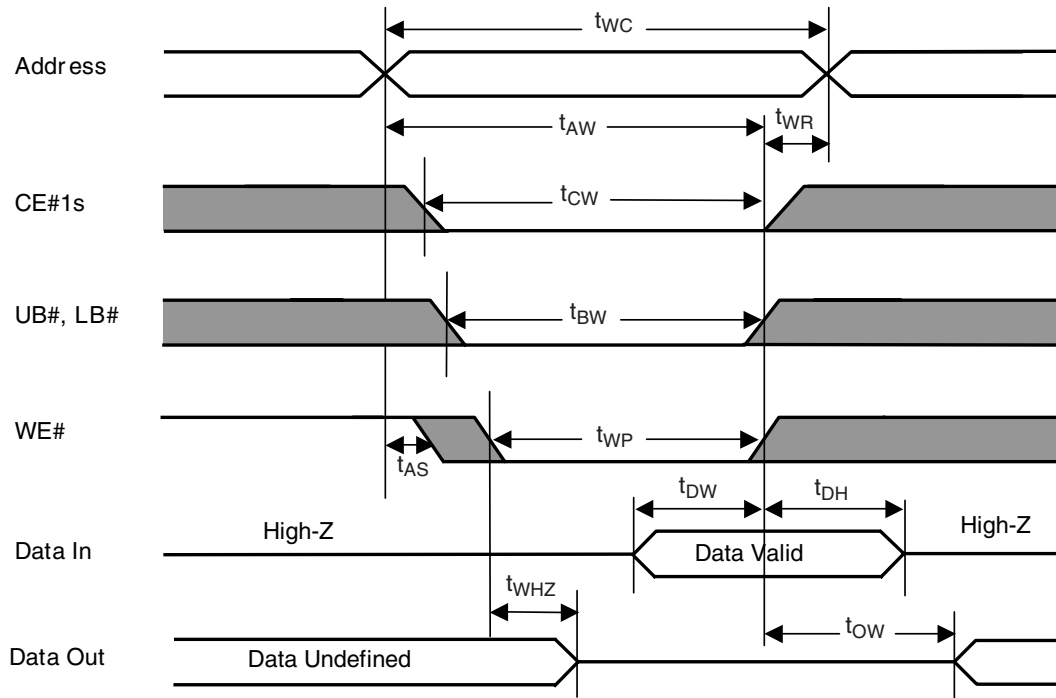 tWC
Address
tAW
tWR
CE#1s
tCW
UB#, LB#
tBW
WE#
tWP
tAS
tDW
tDH
High-Z
High-Z
Data In
Data Valid
tWHZ
tOW
Data Out
Data Undefined